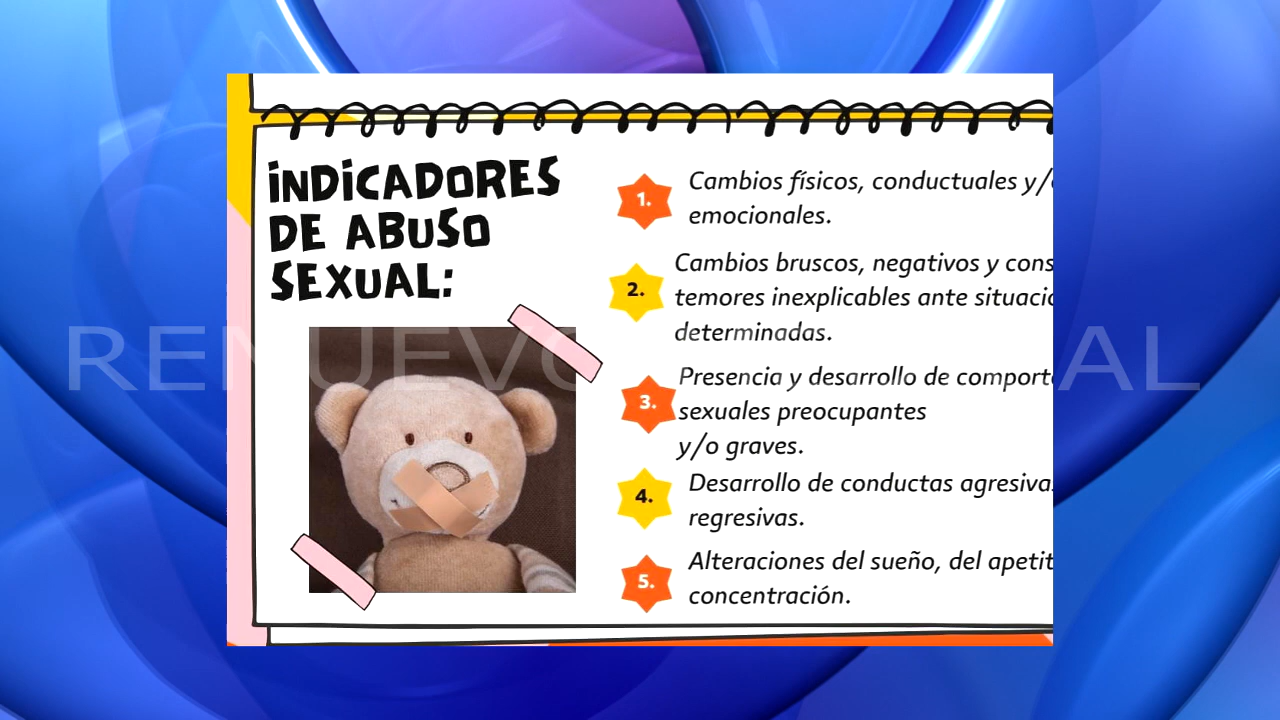 INDICADORES
DE ABUSO
SEXUAL:
1.
Cambios físicos, conductuales y/
emocionales.
2.
Cambios bruscos, negativos y cons
temores inexplicables ante situaci
determinadas.
3.
Presencia y desarrollo de comport
sexuales preocupantes
y/o graves.
4.
Desarrollo de conductas agresiva
regresivas.
5.
Alteraciones del sueño, del apetit
concentración.